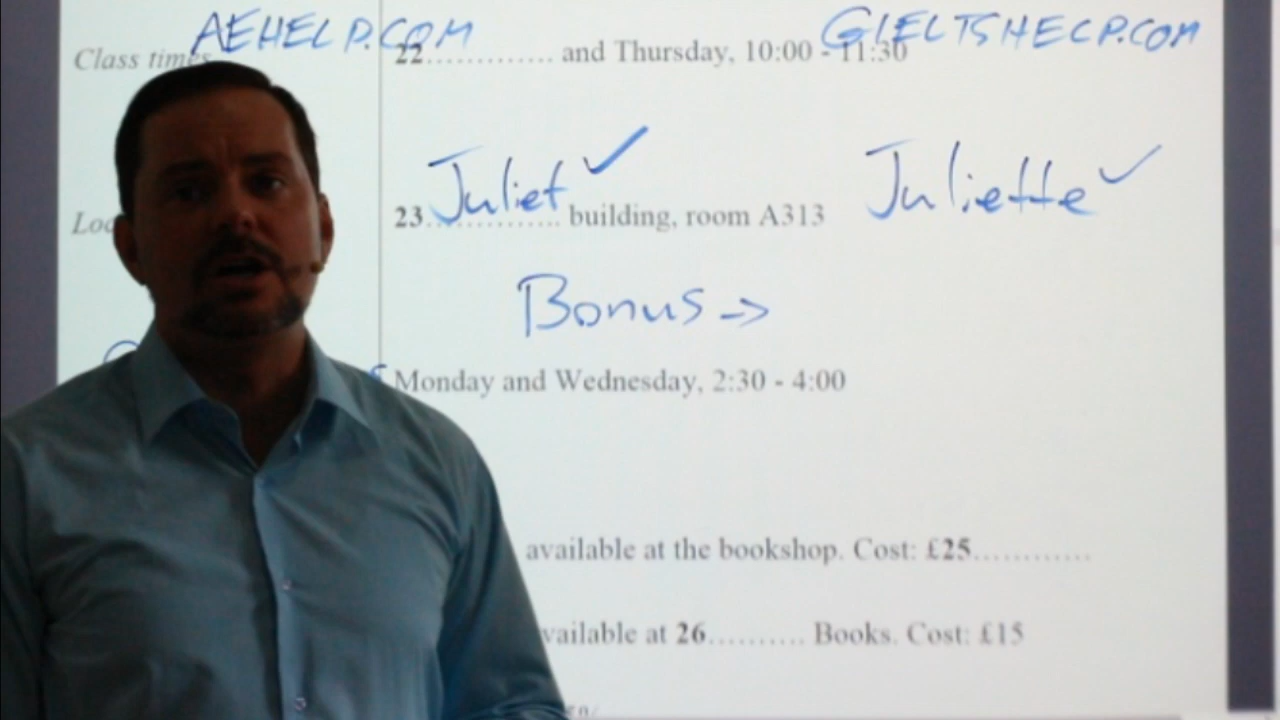 AEHELP.COM GIELTSHELP.COM
Class times 22............. and Thursday, 10:00 - 11:30
Juliet ✓ Juliette ✓
23.............. building, room A313
Bonus ->
Monday and Wednesday, 2:30 - 4:00
available at the bookshop. Cost: £25............
available at 26.......... Books. Cost: £15